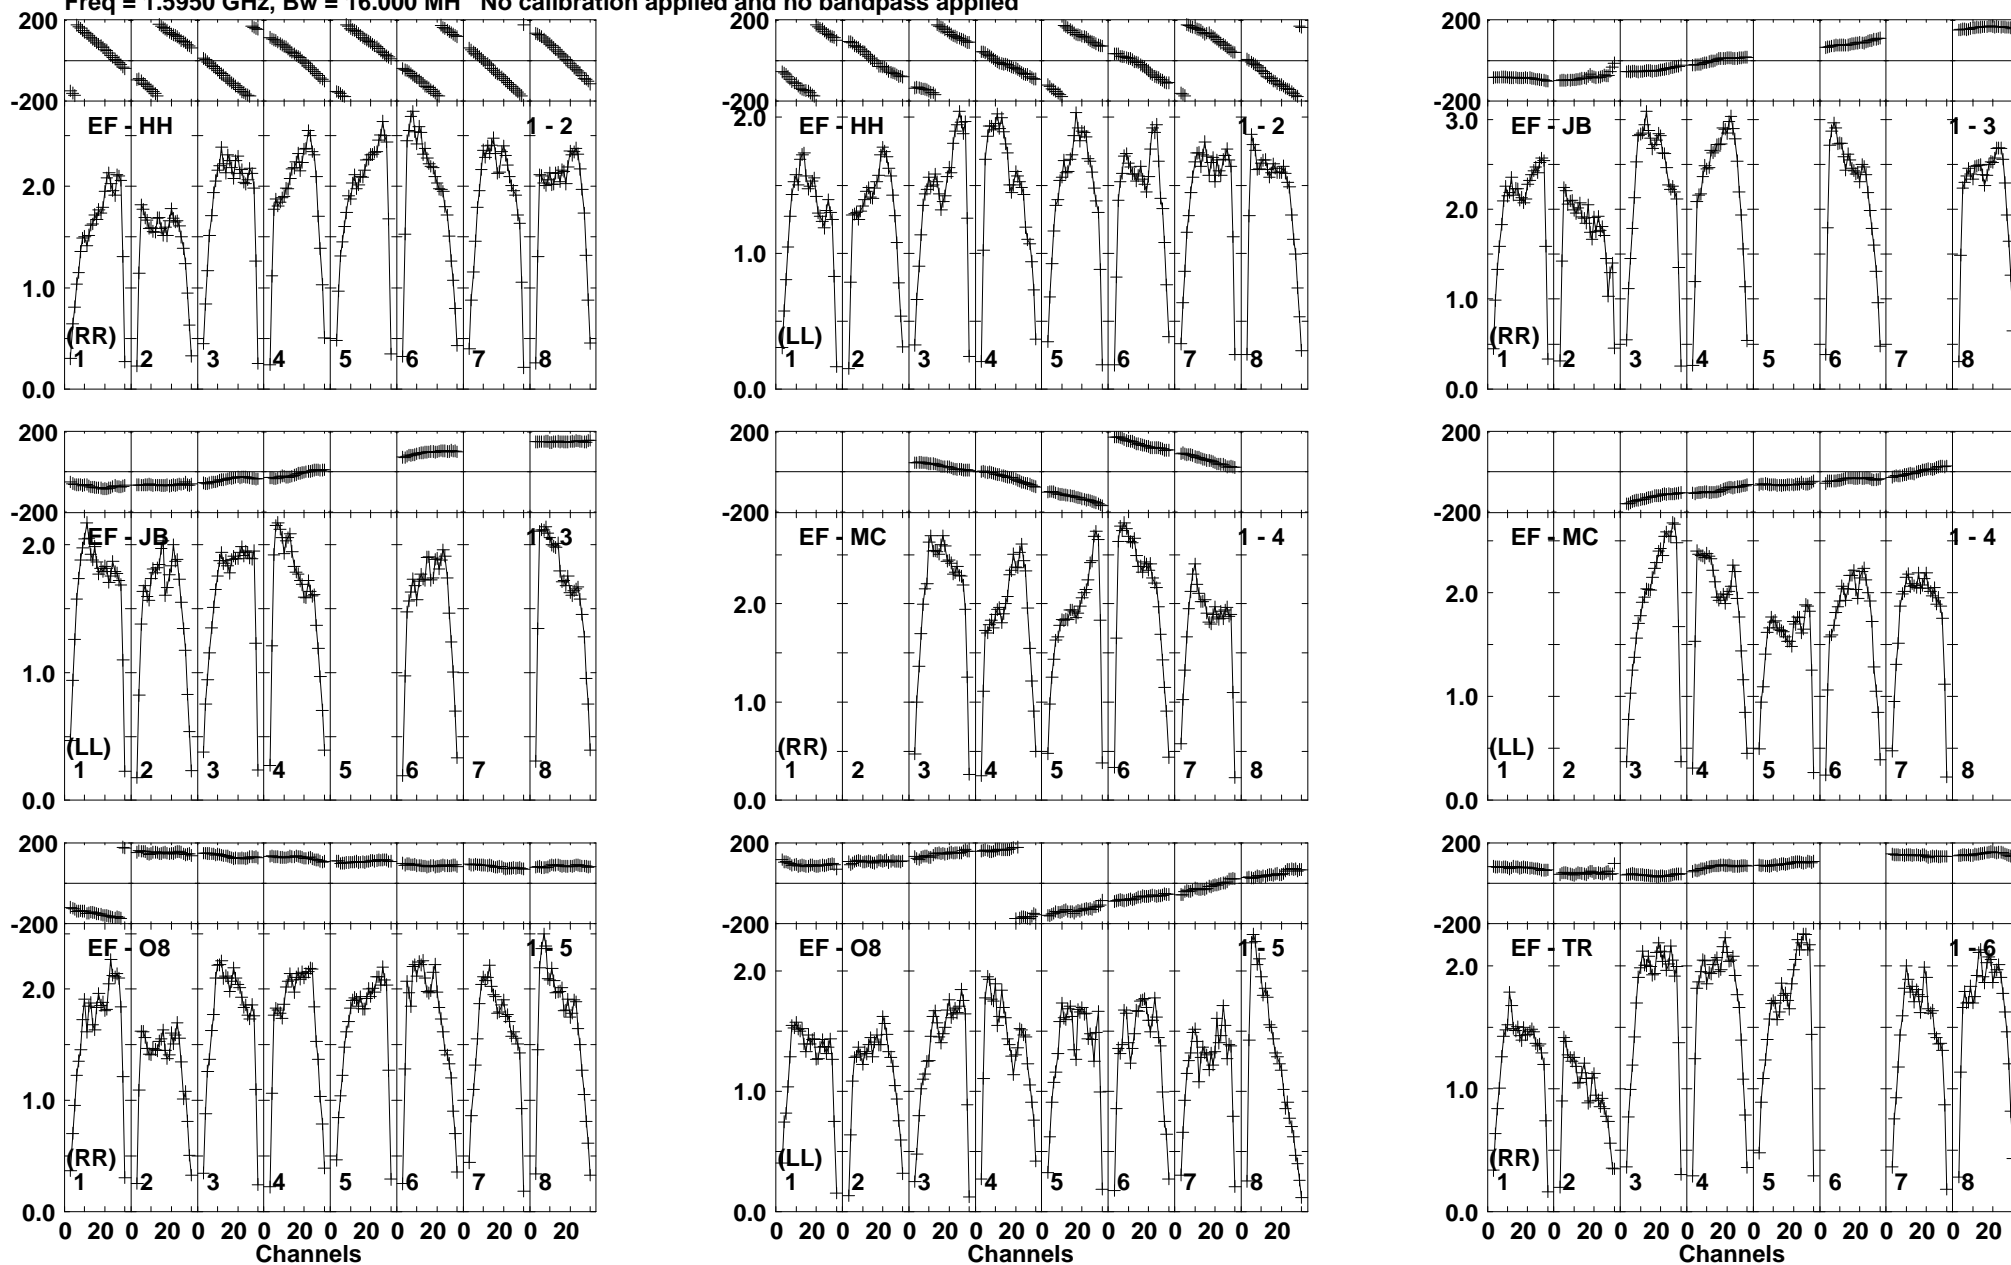 Freq = 1.5950 GHz, Bw = 16.000 MH No calibration applied and no bandpass applied
200 200 200
-200 -200 -200
EF - HH 1 - 2 EF - HH 1 - 2 EF - JB 1 - 3
2.0 2.0 3.0
1.0 1.0 2.0
1.0
(RR) (LL) (RR)
1 2 3 4 5 6 7 8 1 2 3 4 5 6 7 8 1 2 3 4 5 6 7 8
0.0 0.0 0.0
200 200 200
-200 -200 -200
EF - JB 1 - 3 EF - MC 1 - 4 EF - MC 1 - 4
2.0 2.0 2.0
1.0 1.0 1.0
(LL) (RR) (LL)
1 2 3 4 5 6 7 8 1 2 3 4 5 6 7 8 1 2 3 4 5 6 7 8
0.0 0.0 0.0
200 200 200
-200 -200 -200
EF - O8 1 - 5 EF - O8 1 - 5 EF - TR 1 - 6
2.0 2.0 2.0
1.0 1.0 1.0
(RR) (LL) (RR)
1 2 3 4 5 6 7 8 1 2 3 4 5 6 7 8 1 2 3 4 5 6 7 8
0.0 0.0 0.0
0 20 0 20 0 20 0 20 0 20 0 20 0 20 0 20 0 20 0 20 0 20 0 20 0 20 0 20 0 20 0 20 0 20 0 20 0 20 0 20 0 20 0 20 0 20 0 20
Channels Channels Channels